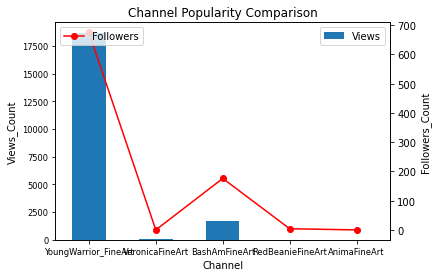 Channel Popularity Comparison
Followers
Views
17500
15000
12500
10000
7500
5000
2500
0
Views_Count
700
600
500
400
300
200
100
0
Followers_Count
YoungWarrior_FineArt
VeronicaFineArt
BashAmFineArt
RedBeanieFineArt
AnimaFineArt
Channel